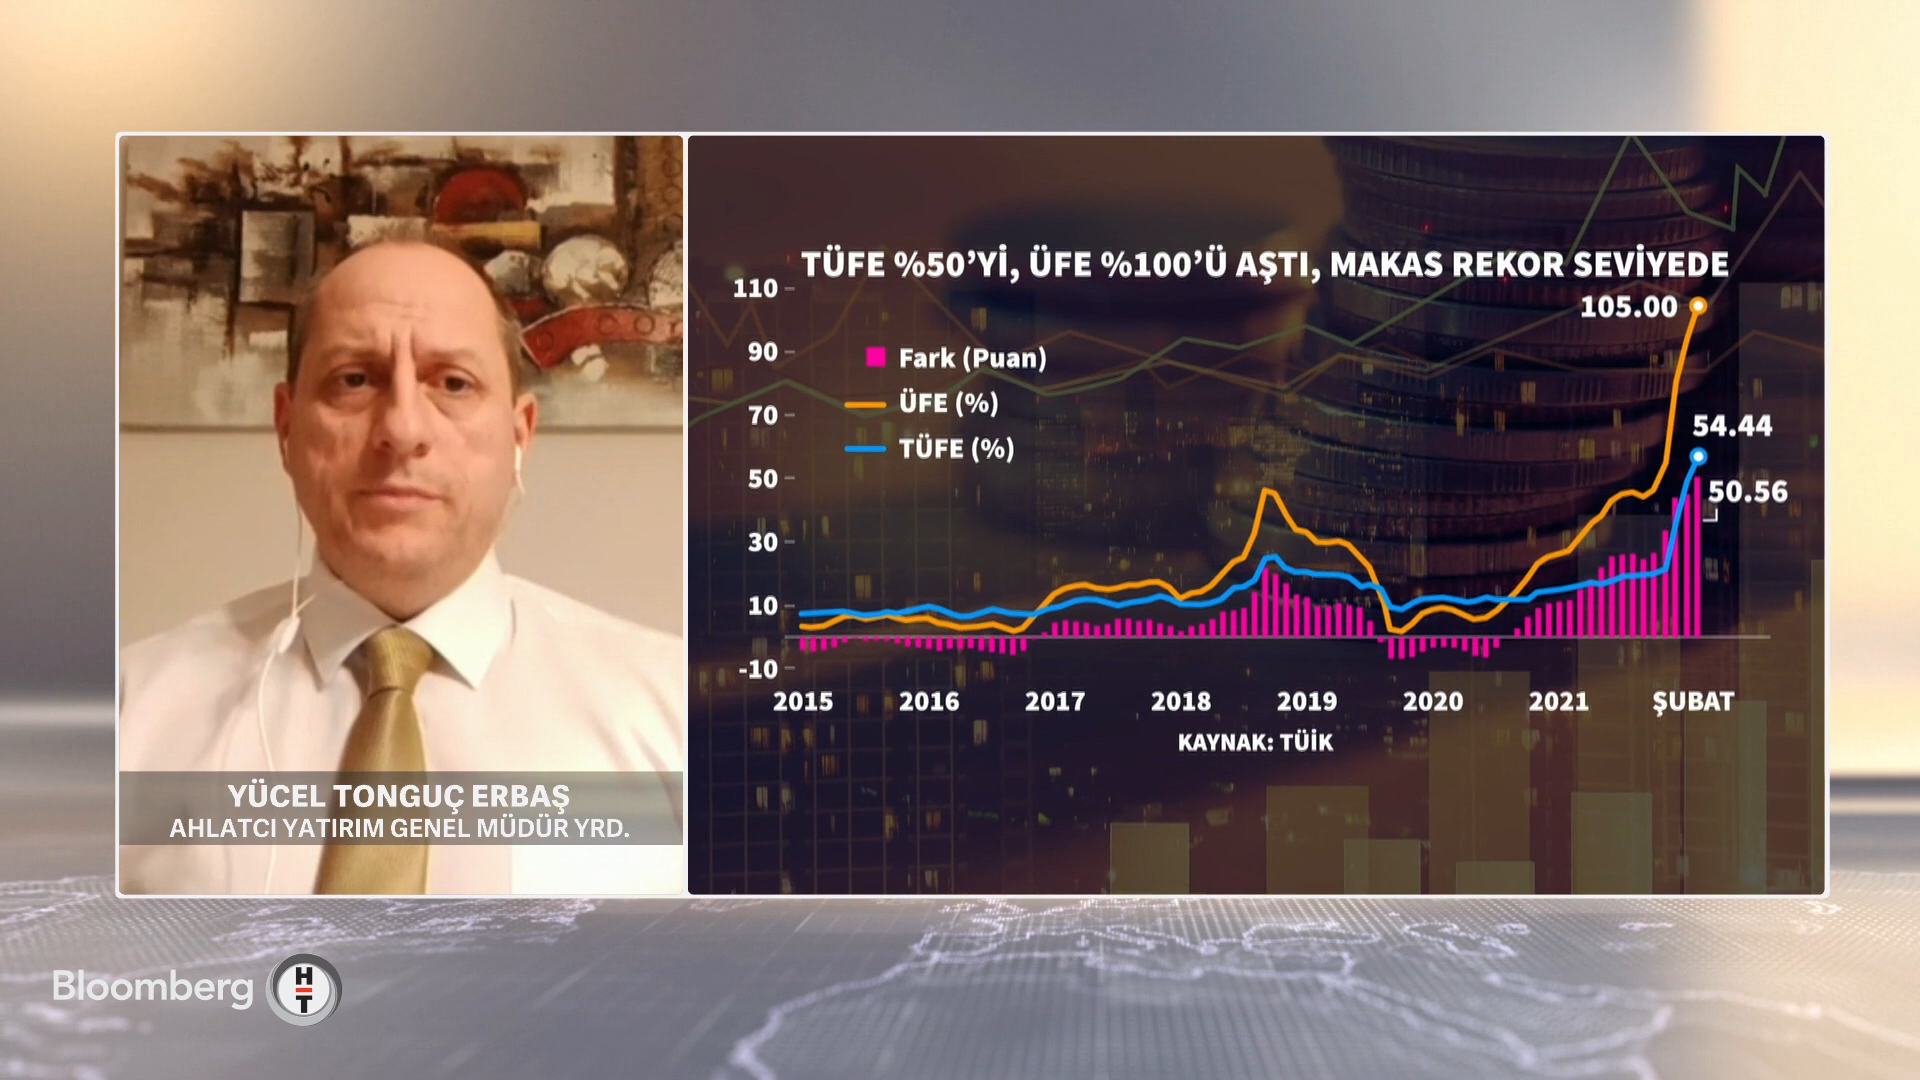 TÜFE %50'Yİ, ÜFE %100'Ü AŞTI, MAKAS REKOR SEVİYEDE
110
90
70
50
30
10
-10
Fark (Puan)
ÜFE (%)
TÜFE (%)
105.00
54.44
50.56
2015 2016 2017 2018 2019 2020 2021 ŞUBAT
KAYNAK: TÜİK
YÜCEL TONGUÇ ERBAŞ
AHLATCI YATIRIM GENEL MÜDÜR YRD.
Bloomberg HT